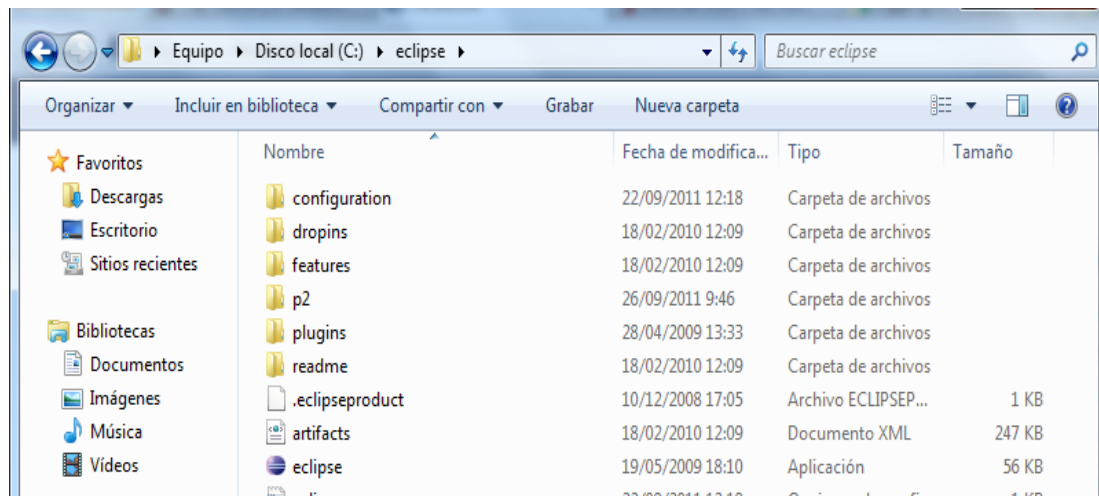 Equipo ▸ Disco local (C:) ▸ eclipse ▸
Buscar eclipse
Organizar Incluir en biblioteca Compartir con Grabar Nueva carpeta
Favoritos
Descargas
Escritorio
Sitios recientes
Bibliotecas
Documentos
Imágenes
Música
Vídeos
Nombre Fecha de modifica... Tipo Tamaño
configuration 22/09/2011 12:18 Carpeta de archivos
dropins 18/02/2010 12:09 Carpeta de archivos
features 18/02/2010 12:09 Carpeta de archivos
p2 26/09/2011 9:46 Carpeta de archivos
plugins 28/04/2009 13:33 Carpeta de archivos
readme 18/02/2010 12:09 Carpeta de archivos
.eclipseproduct 10/12/2008 17:05 Archivo ECLIPSEP... 1 KB
artifacts 18/02/2010 12:09 Documento XML 247 KB
eclipse 19/05/2009 18:10 Aplicación 56 KB